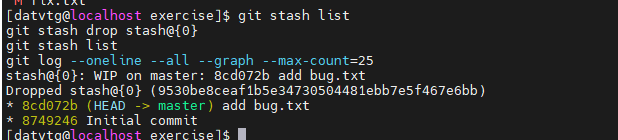 M fix.txt
[datvtg@localhost exercise]$ git stash list
git stash drop stash@{0}
git stash list
git log --oneline --all --graph --max-count=25
stash@{0}: WIP on master: 8cd072b add bug.txt
Dropped stash@{0} (9530be8ceaf1b5e34730504481ebb7e5f467e6bb)
* 8cd072b (HEAD -> master) add bug.txt
* 8749246 Initial commit
[datvtg@localhost exercise]$